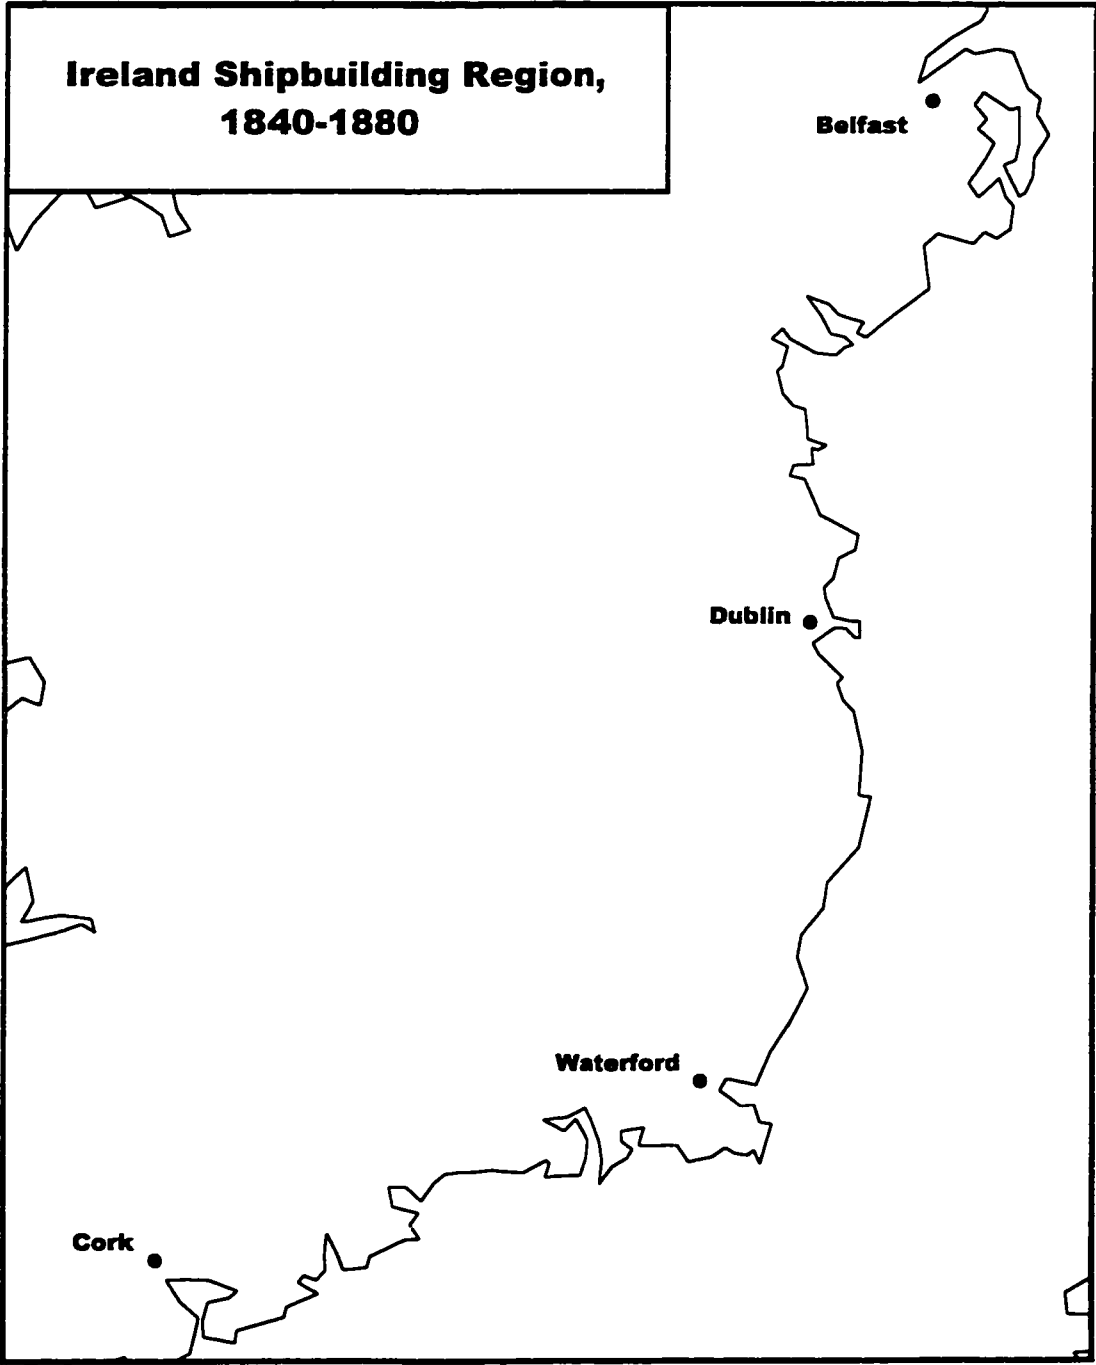 Ireland Shipbuilding Region,
1840-1880
Belfast
Dublin
Waterford
Cork